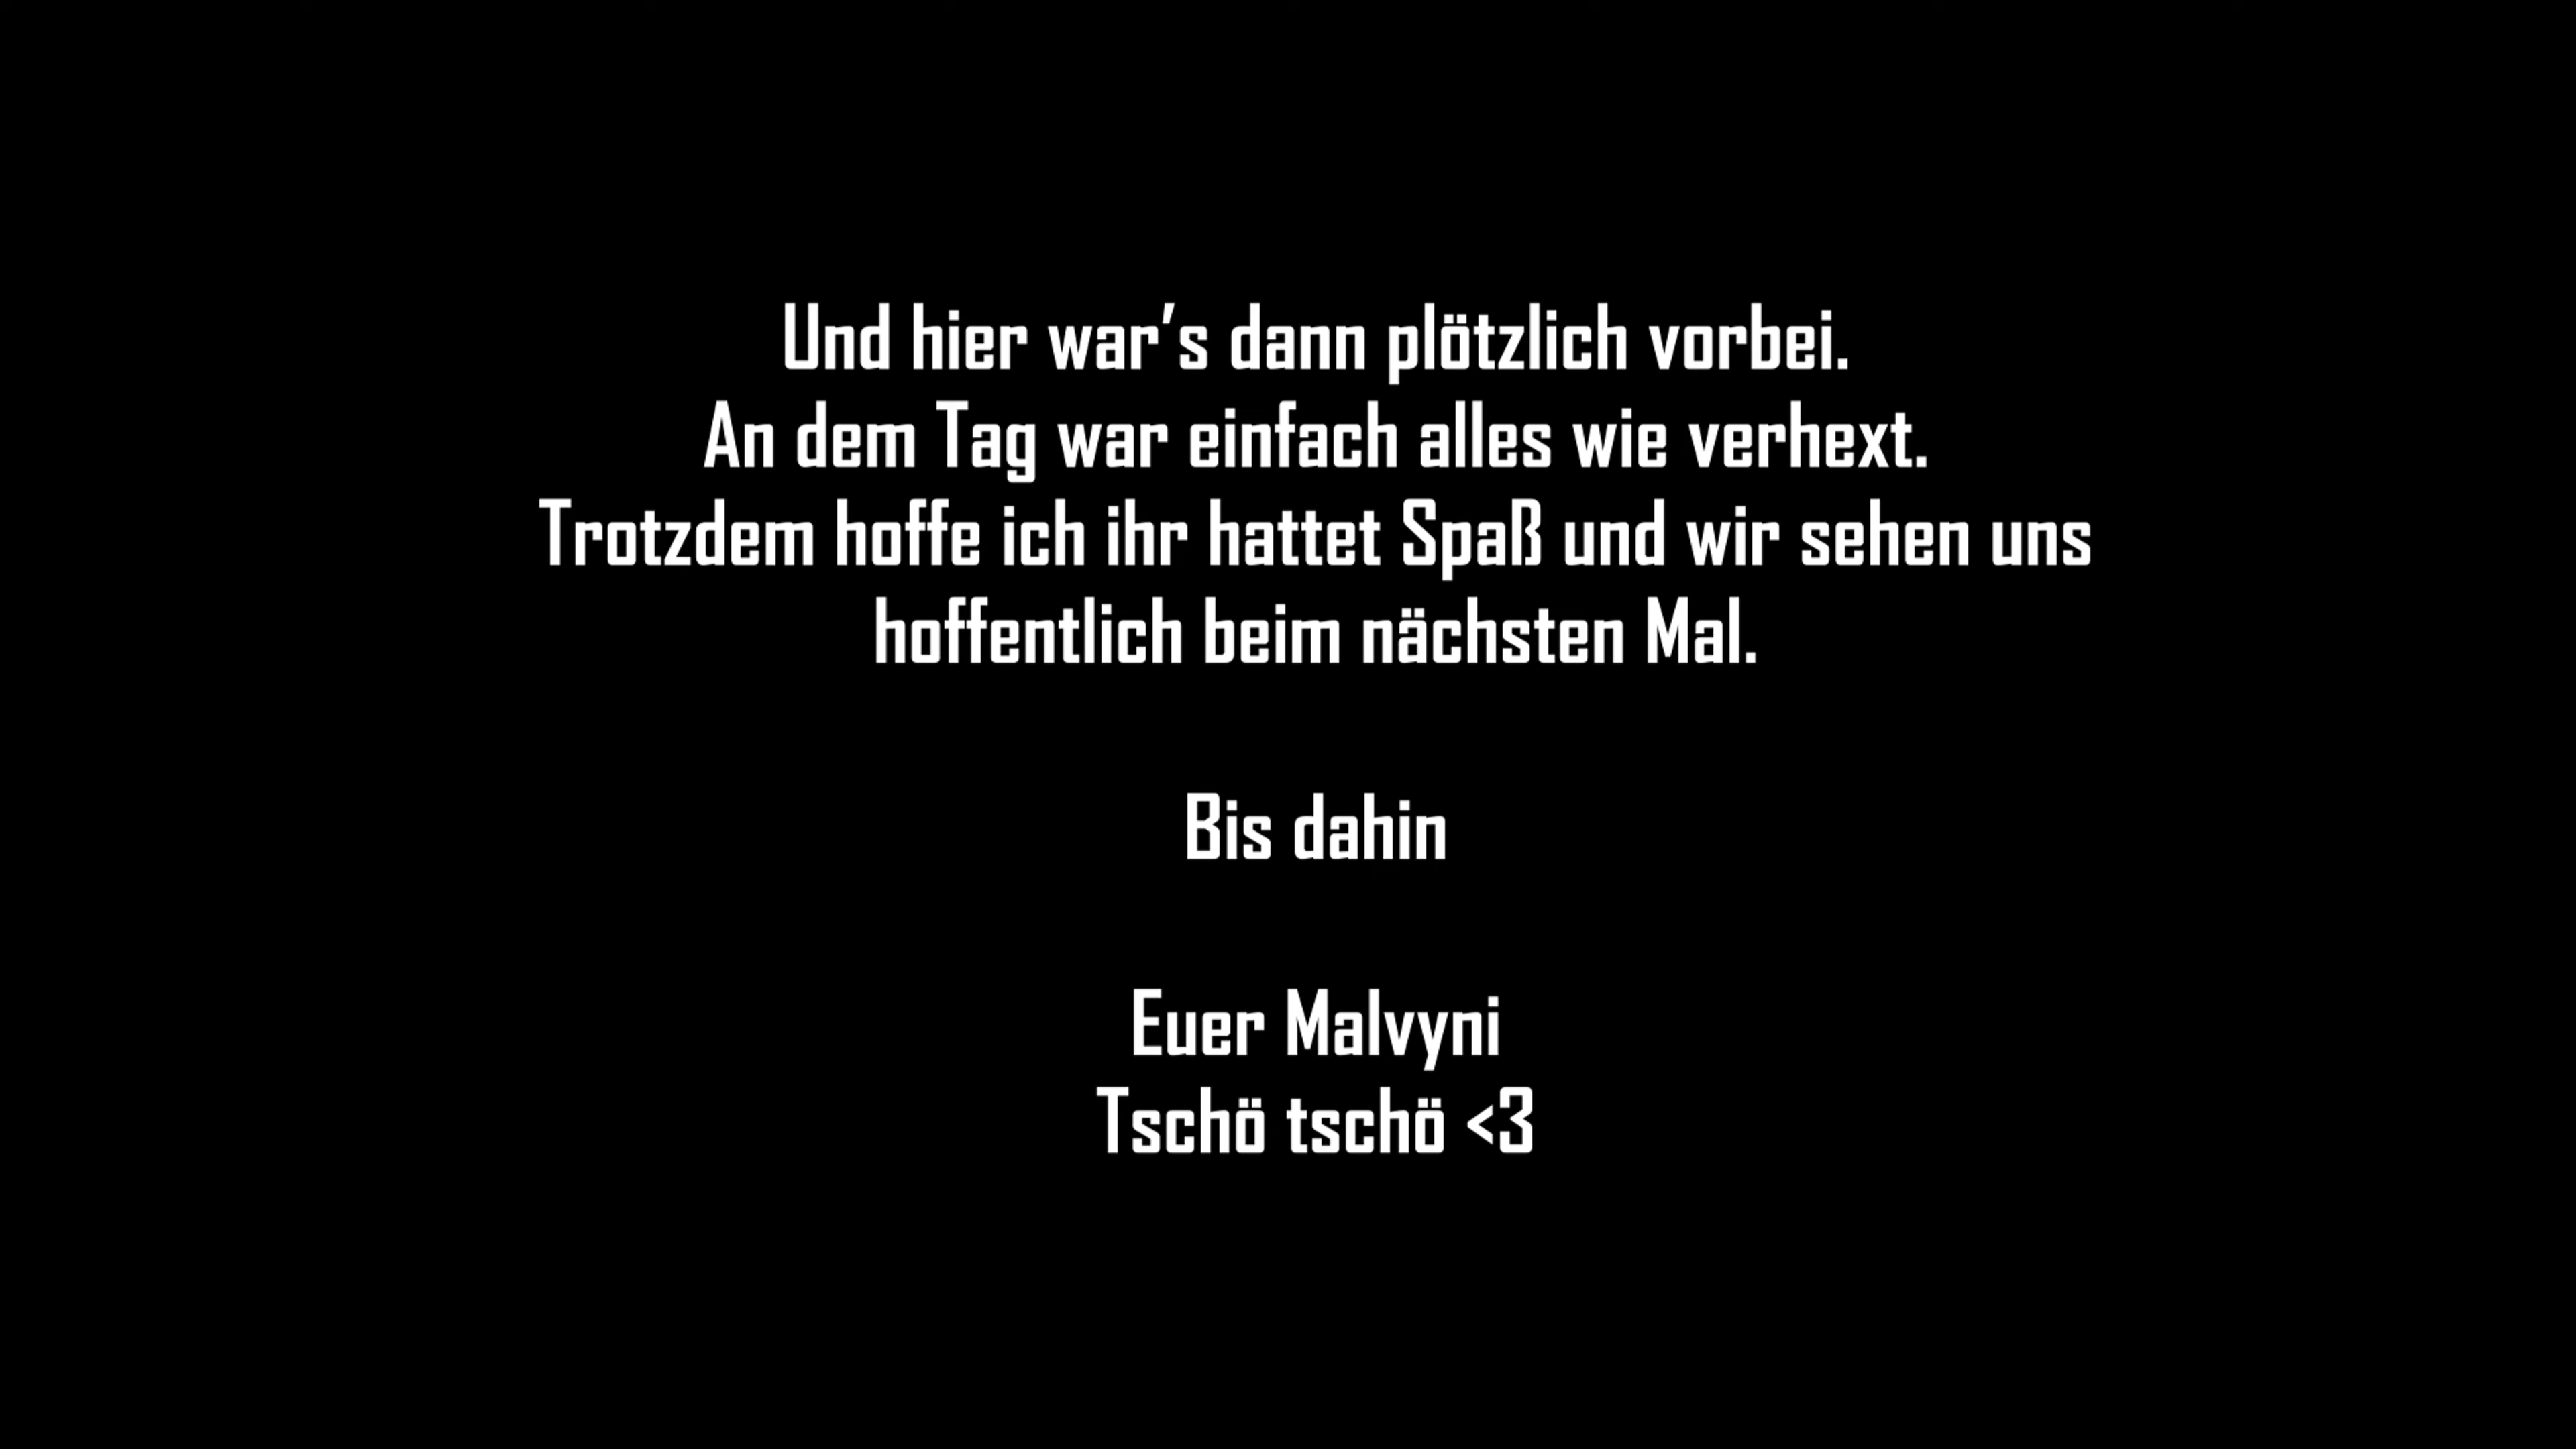 Und hier war’s dann plötzlich vorbei.
An dem Tag war einfach alles wie verhext.
Trotzdem hoffe ich ihr hattet Spaß und wir sehen uns
hoffentlich beim nächsten Mal.
Bis dahin
Euer Malvyni
Tschö tschö <3